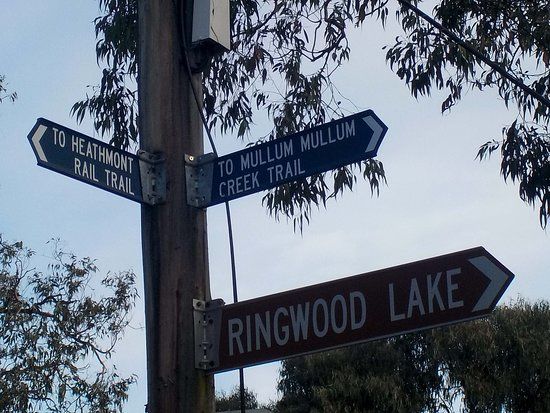 TO HEATHMONT
RAIL TRAIL
TO MULLUM MULLUM
CREEK TRAIL
RINGWOOD LAKE